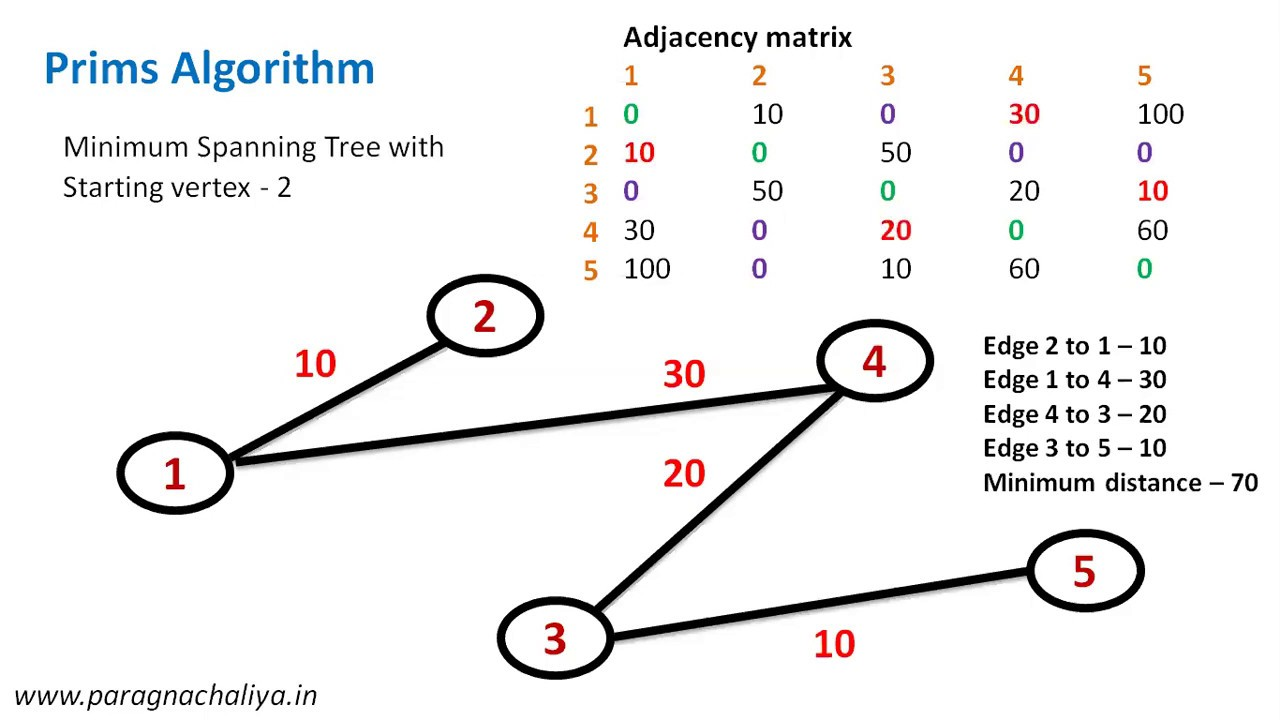 Prims Algorithm
Minimum Spanning Tree with
Starting vertex - 2
Adjacency matrix
1 2 3 4 5
1 0 10 0 30 100
2 10 0 50 0 0
3 0 50 0 20 10
4 30 0 20 0 60
5 100 0 10 60 0
2
10
4
30
1
20
3
10
5
Edge 2 to 1 – 10
Edge 1 to 4 – 30
Edge 4 to 3 – 20
Edge 3 to 5 – 10
Minimum distance – 70
www.paragnachaliya.in